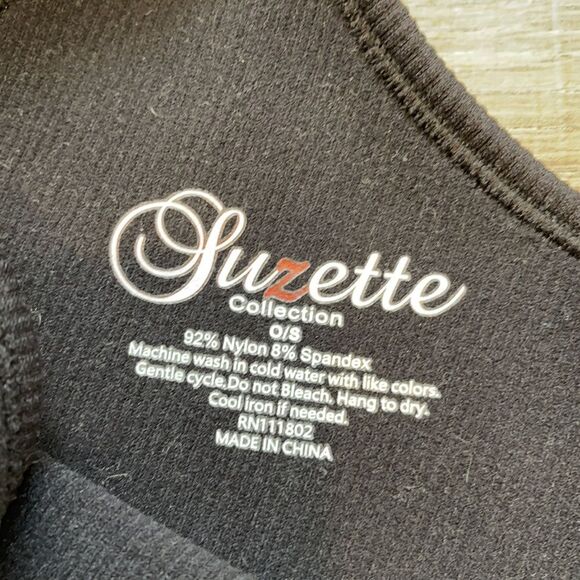 Suzette
Collection
O/S
92% Nylon 8% Spandex
Machine wash in cold water with like colors.
Gentle cycle,Do not Bleach, Hang to dry.
Cool iron if needed.
RN111802
MADE IN CHINA